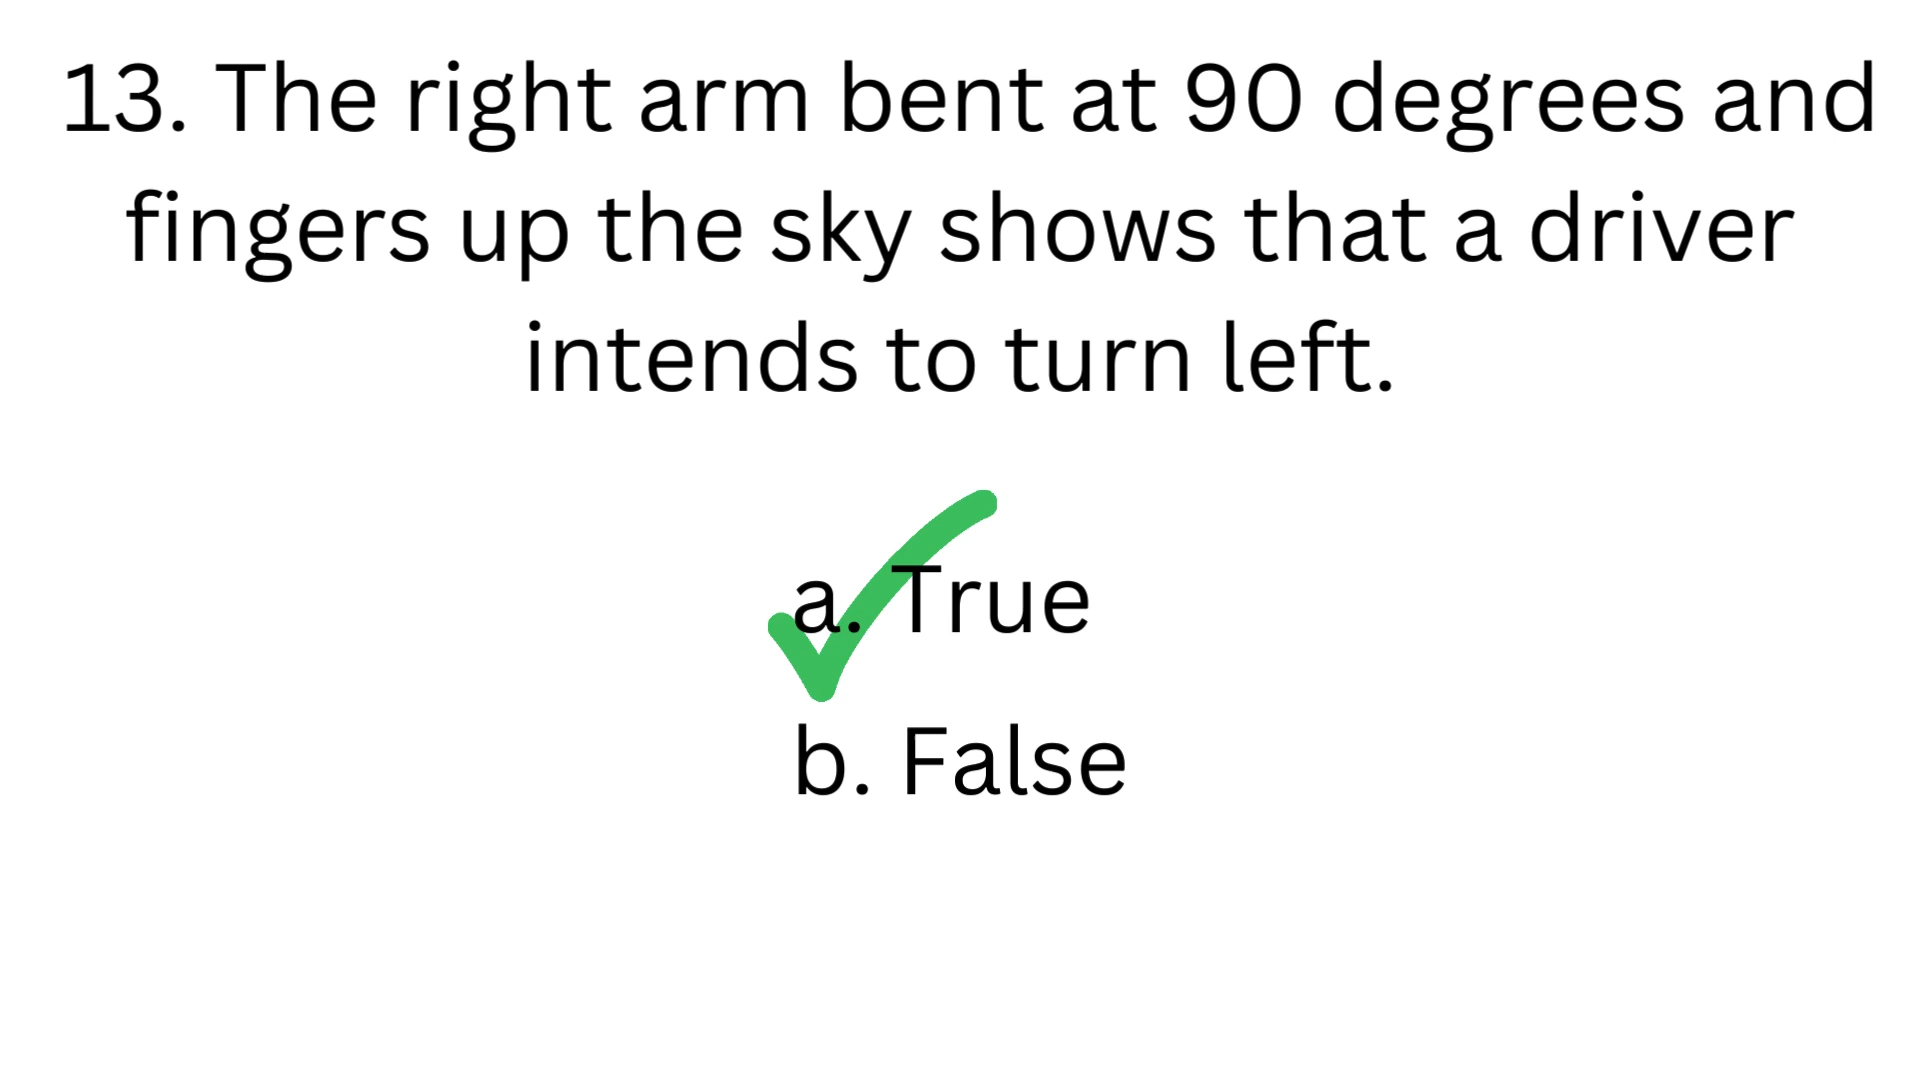 13. The right arm bent at 90 degrees and
fingers up the sky shows that a driver
intends to turn left.
a. True
b. False